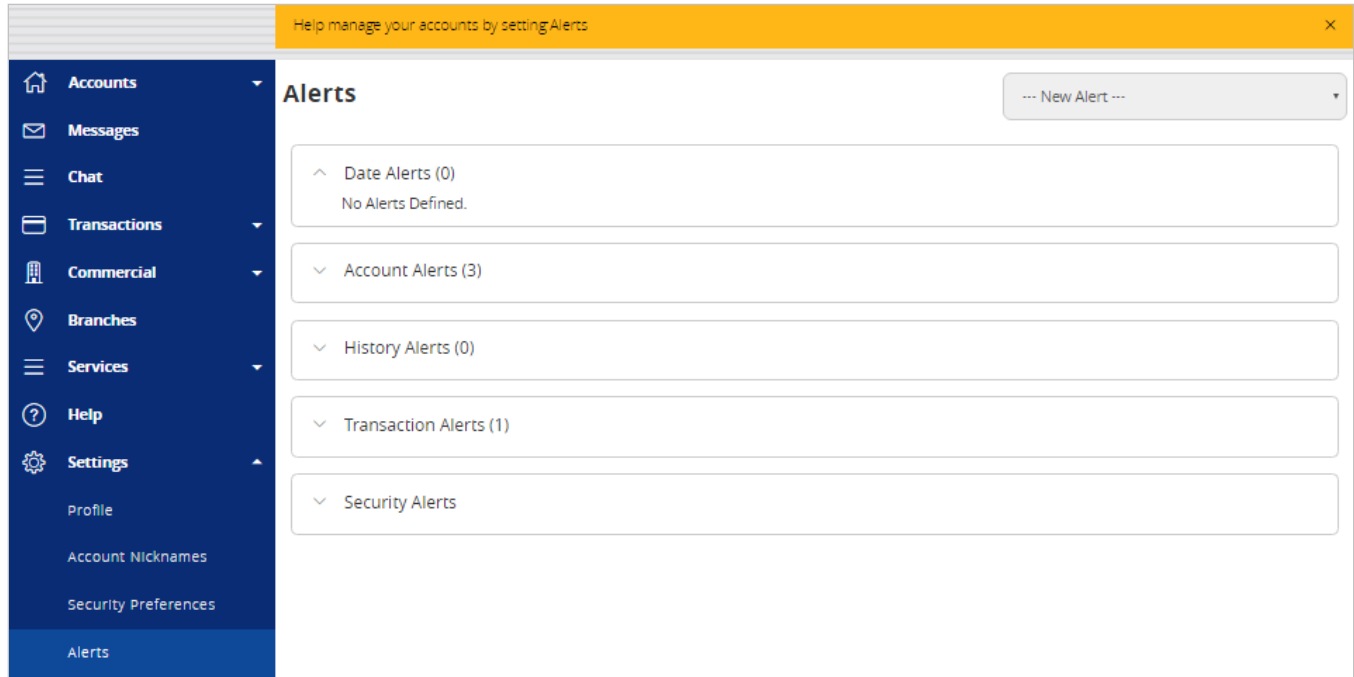 Help manage your accounts by setting Alerts
Accounts
Messages
Chat
Transactions
Commercial
Branches
Services
Help
Settings
Profile
Account Nicknames
Security Preferences
Alerts
Alerts
--- New Alert ---
Date Alerts (0)
No Alerts Defined.
Account Alerts (3)
History Alerts (0)
Transaction Alerts (1)
Security Alerts